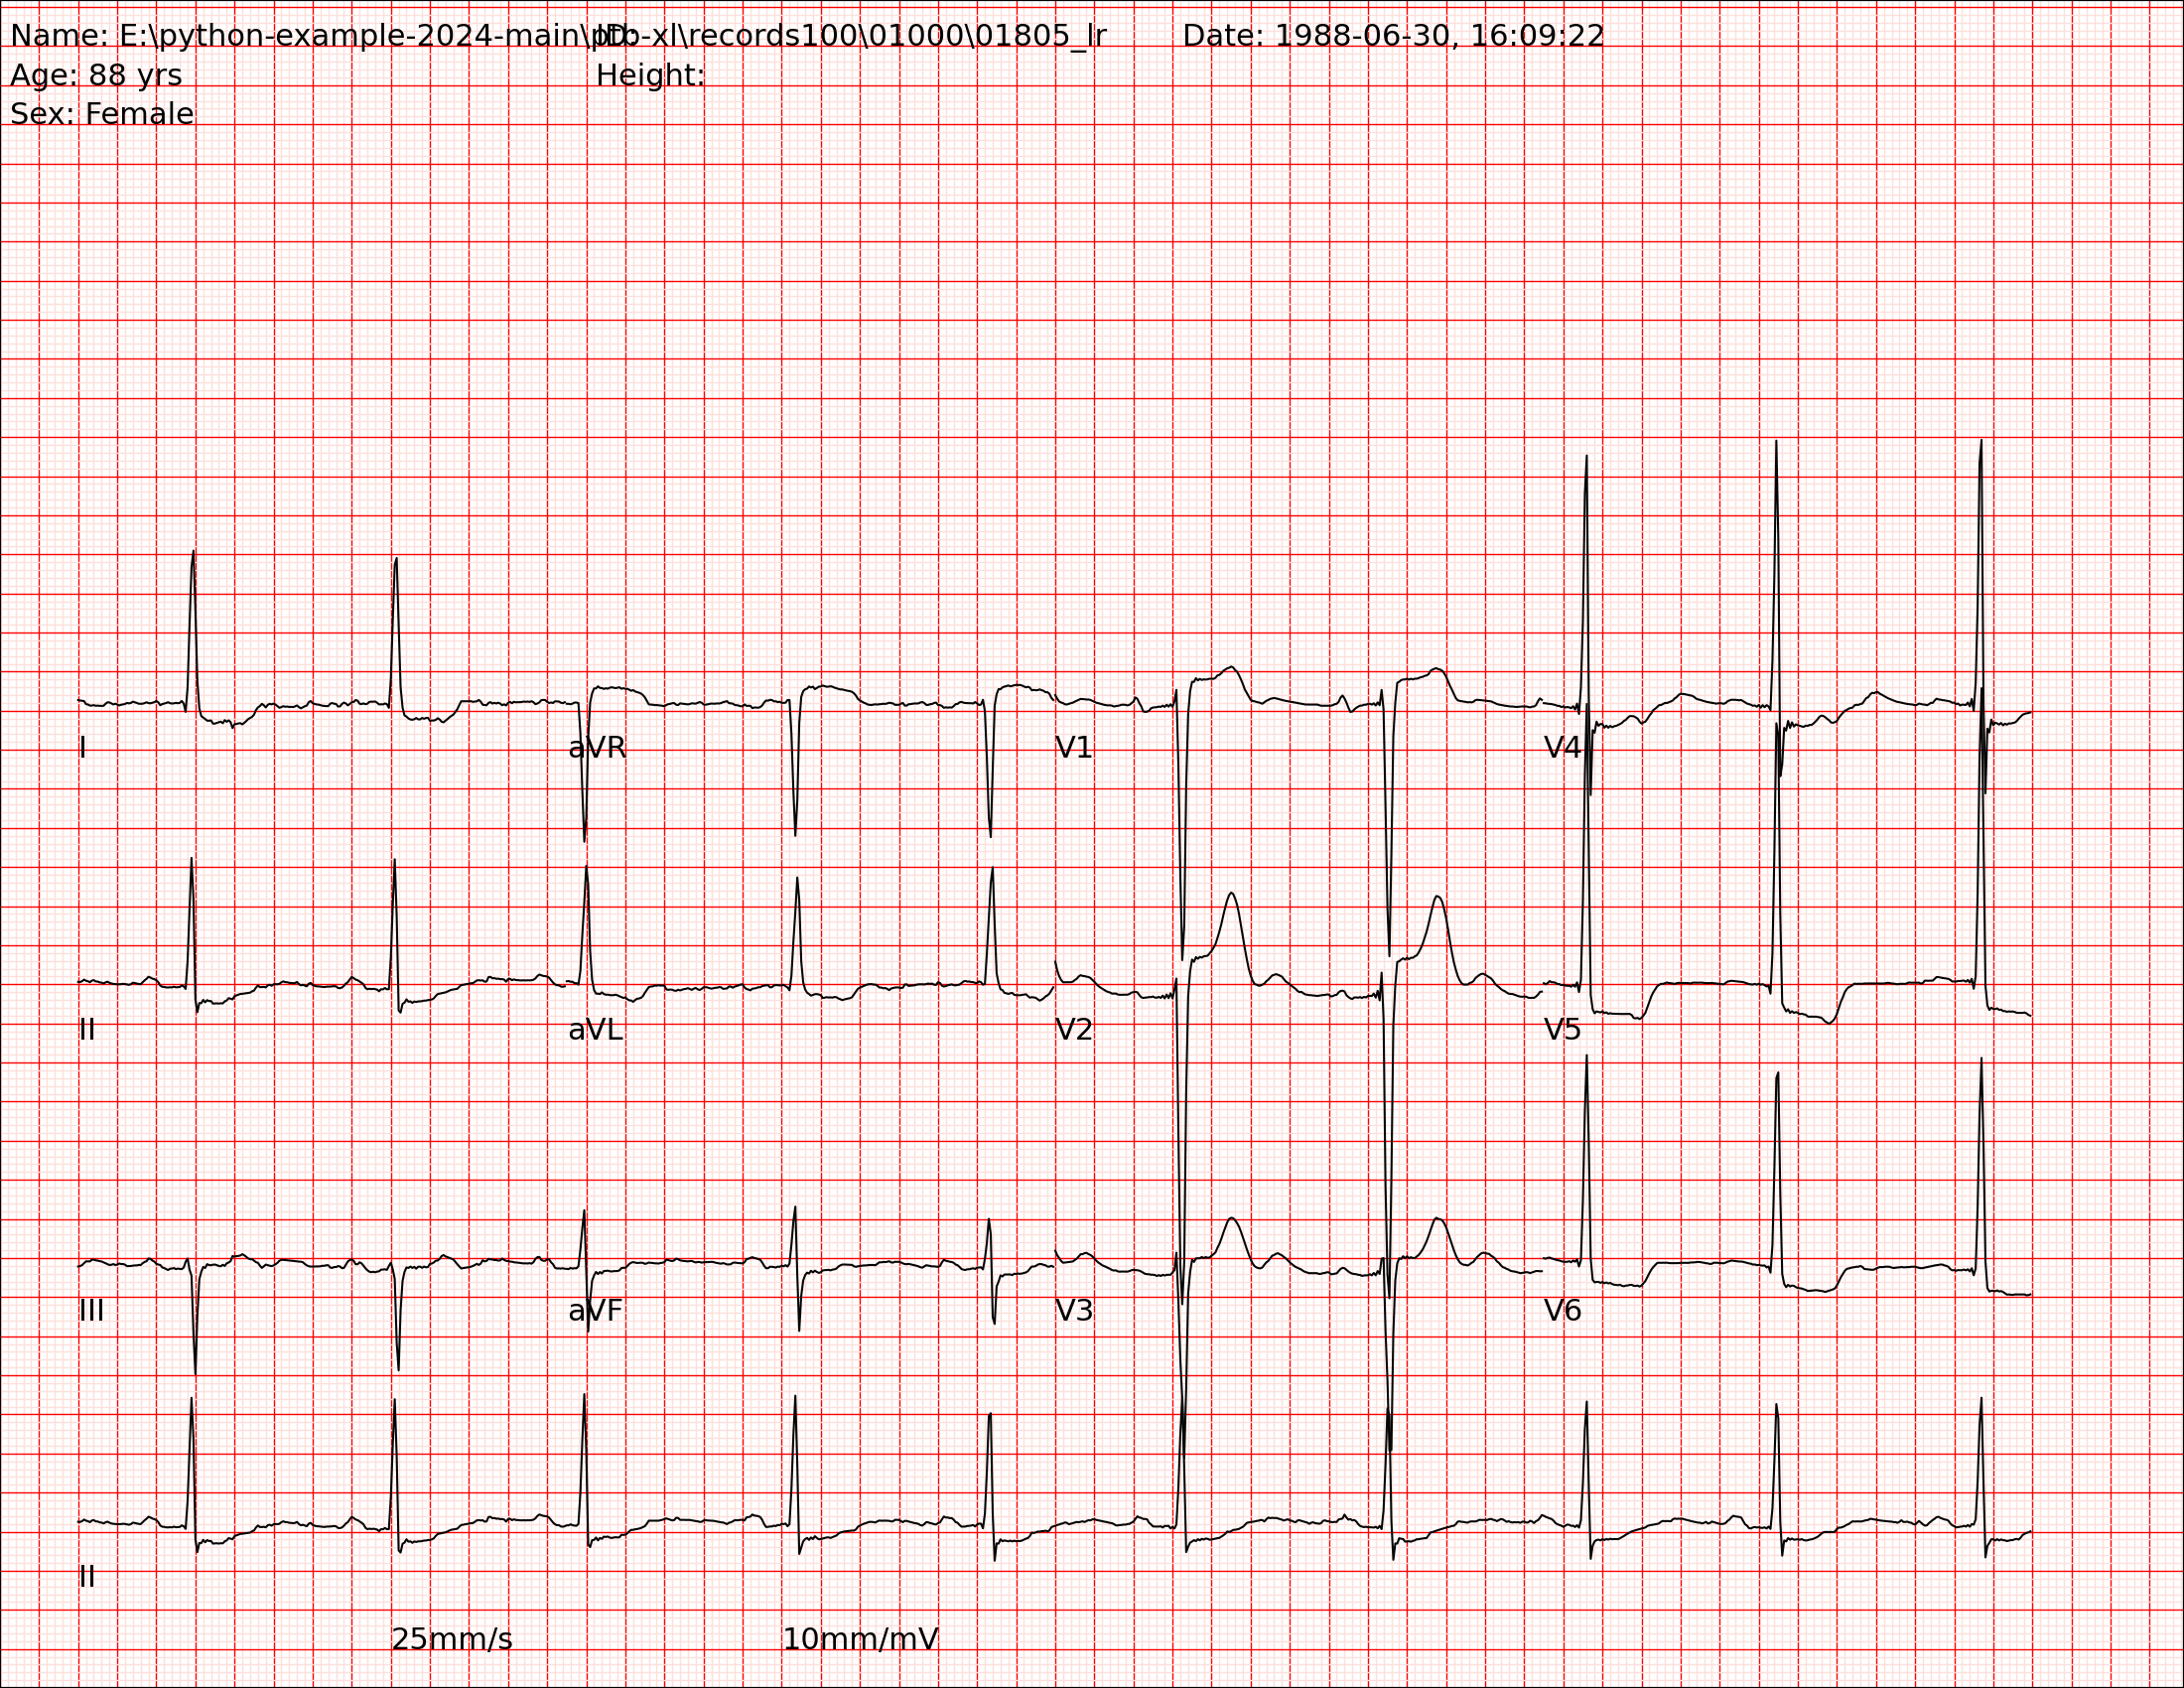 Name: E:\python-example-2024-main\ptb-xl\records100\01000\01805_lr ID: Date: 1988-06-30, 16:09:22
Age: 88 yrs Height:
Sex: Female
I aVR V1 V4
II aVL V2 V5
III aVF V3 V6
II
25mm/s 10mm/mV